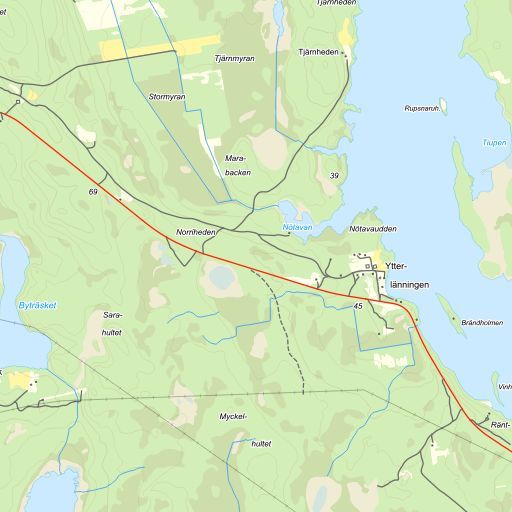 Tjärnheden
Tjärnheden
Tjärnmyran
Stormyran
Rupsnaruh.
Tiupen
Mara-
backen
39
69
Norrheden
Nölavan
Nötavaudden
Ytter-
länningen
Byträsket
Sara-
hultet
45
Brändholmen
Myckel-
hultet
Ränt-